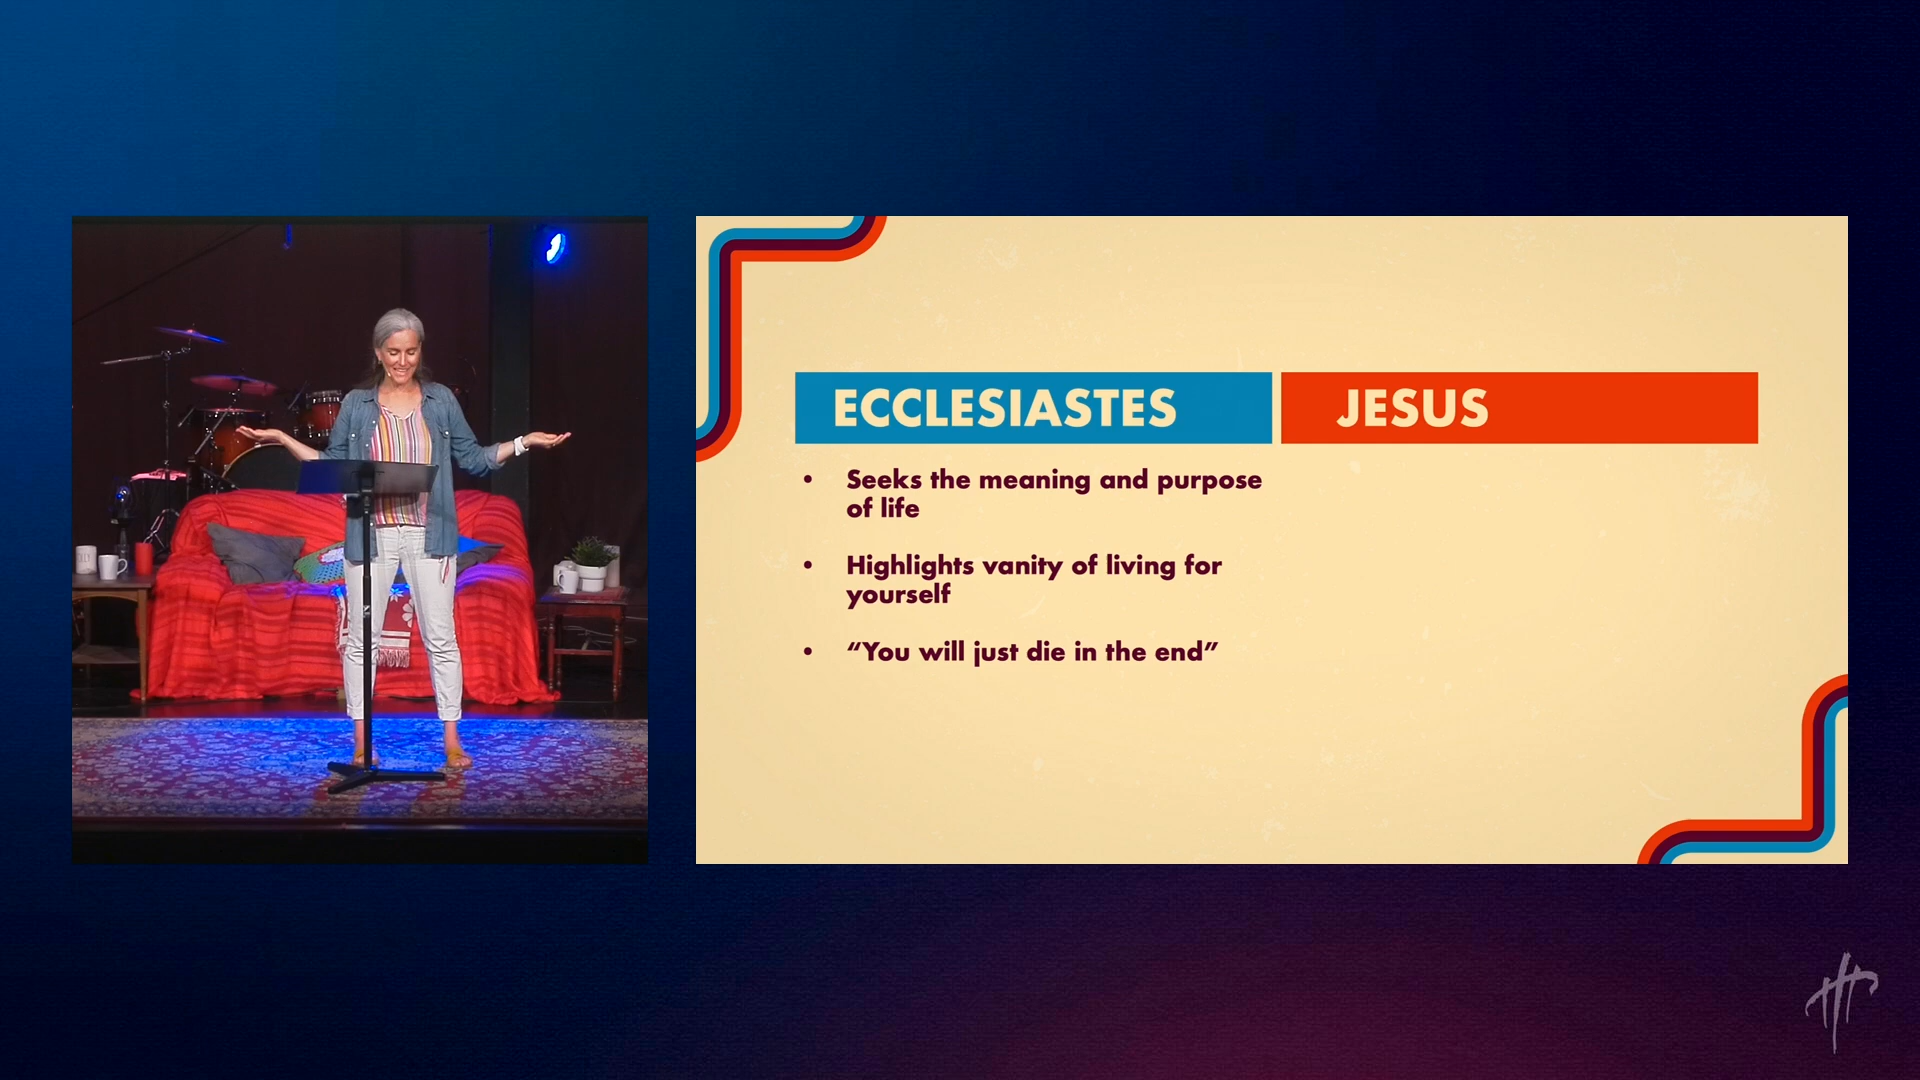 ECCLESIASTES
JESUS
• Seeks the meaning and purpose
of life
• Highlights vanity of living for
yourself
• “You will just die in the end”